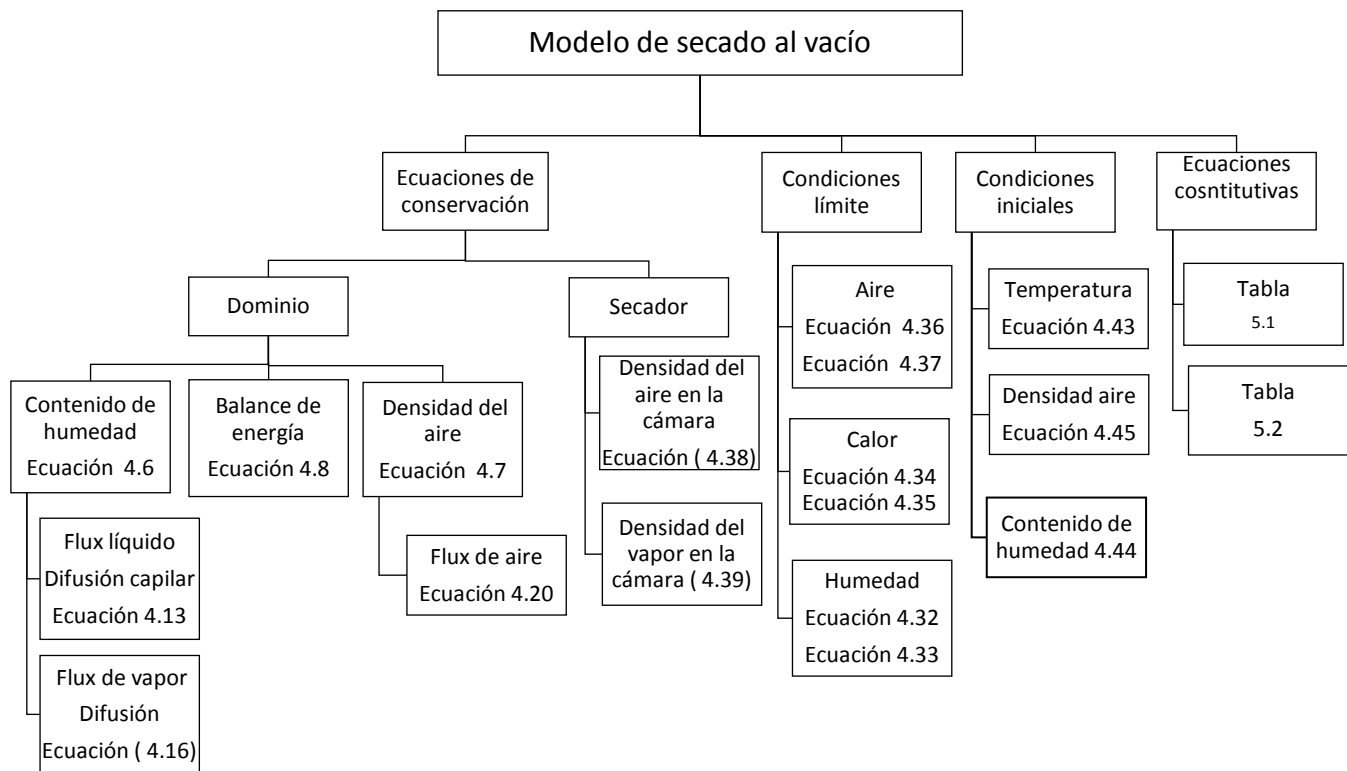 Modelo de secado al vacío
Ecuaciones de
conservación
Condiciones
límite
Condiciones
iniciales
Ecuaciones
cosntitutivas
Dominio
Secador
Aire
Ecuación  4.36
Ecuación  4.37
Temperatura
Ecuación 4.43
Tabla
5.1
Contenido de
humedad
Ecuación  4.6
Balance de
energía
Ecuación 4.8
Densidad del
aire
Ecuación  4.7
Densidad del
aire en la
cámara
Ecuación ( 4.38)
Calor
Ecuación 4.34
Ecuación 4.35
Densidad aire
Ecuación 4.45
Tabla
5.2
Flux líquido
Difusión capilar
Ecuación 4.13
Flux de aire
Ecuación 4.20
Densidad del
vapor en la
cámara ( 4.39)
Humedad
Ecuación 4.32
Ecuación 4.33
Contenido de
humedad 4.44
Flux de vapor
Difusión
Ecuación ( 4.16)